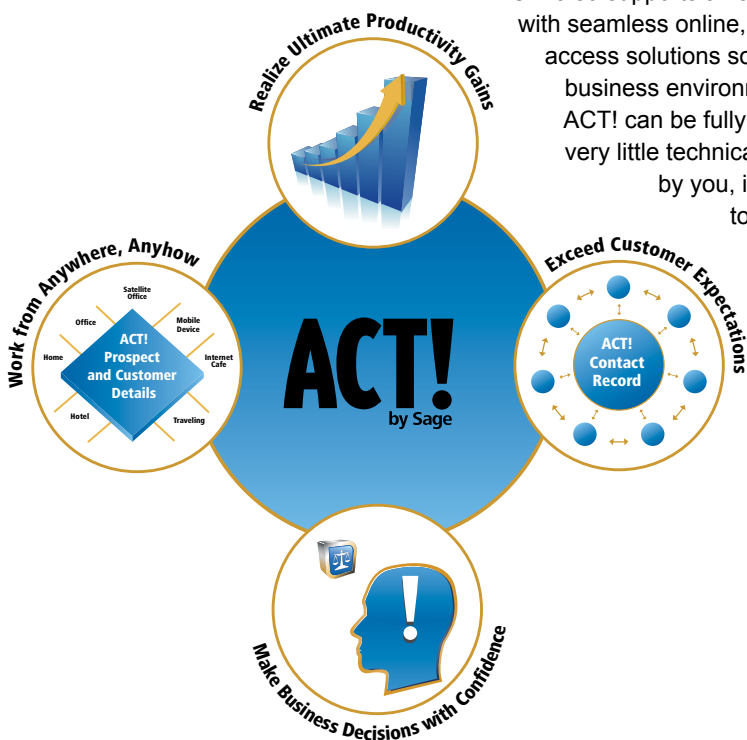 with seamless online,
access solutions so
business environ
ACT! can be fully
very little technica
by you, i
to
Realize Ultimate Productivity Gains
Work from Anywhere, Anyhow
Satellite
Office
Office
Mobile
Device
Home
Internet
Cafe
ACT!
Prospect
and Customer
Details
Hotel
Traveling
ACT!
by Sage
Exceed Customer Expectations
ACT!
Contact
Record
Make Business Decisions with Confidence